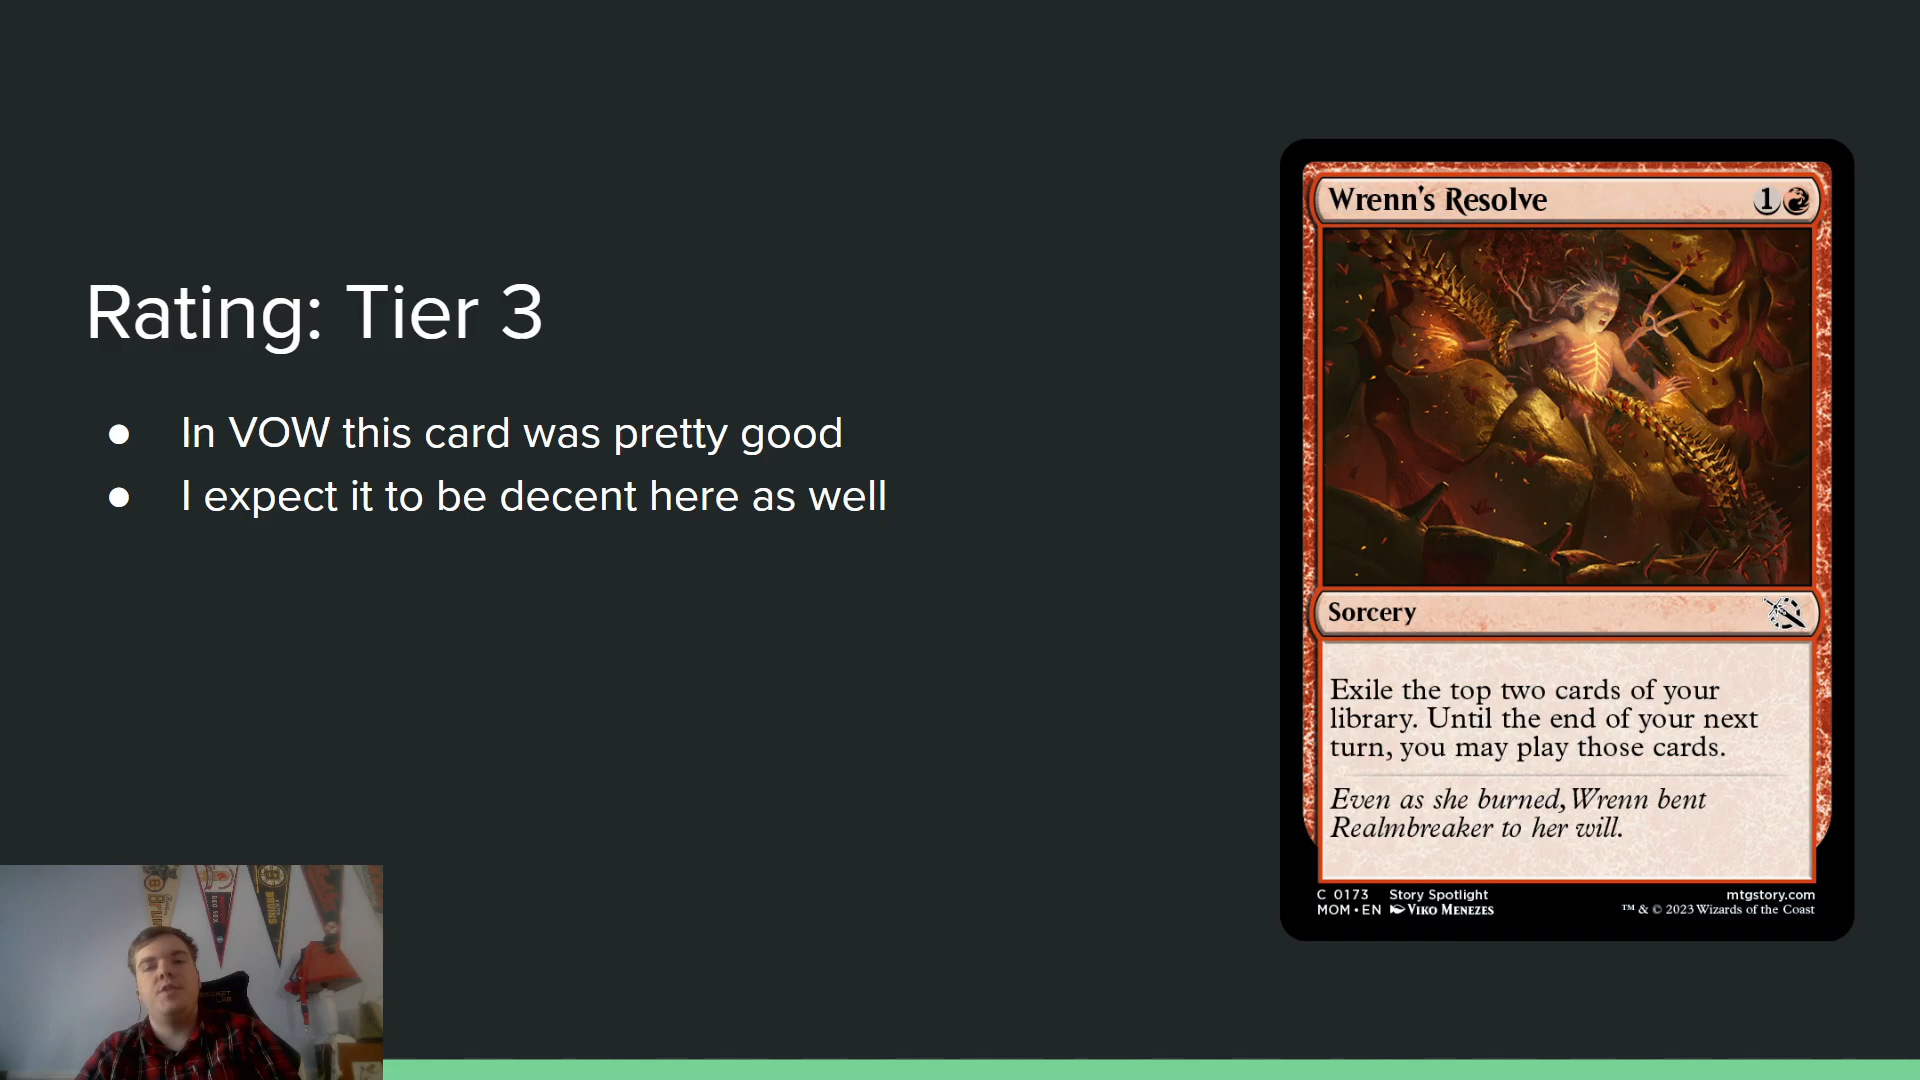 Rating: Tier 3
● In VOW this card was pretty good
● I expect it to be decent here as well
Wrenn's Resolve 1
Sorcery
Exile the top two cards of your
library. Until the end of your next
turn, you may play those cards.
Even as she burned, Wrenn bent
Realmbreaker to her will.
C 0173 Story Spotlight mtgstory.com
MOM • EN Viko Menezes ™ & © 2023 Wizards of the Coast
BRUINS